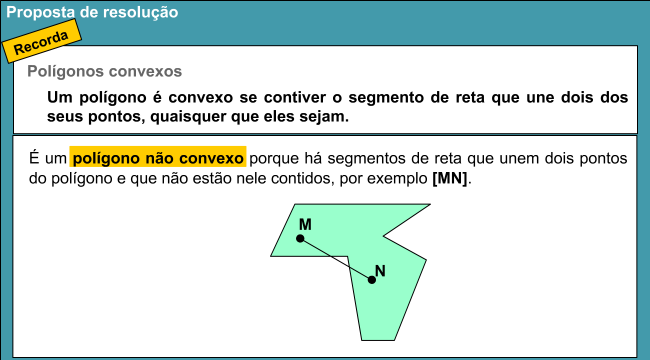 Proposta de resolução
Recorda
Polígonos convexos
Um polígono é convexo se contiver o segmento de reta que une dois dos
seus pontos, quaisquer que eles sejam.
É um polígono não convexo porque há segmentos de reta que unem dois pontos
do polígono e que não estão nele contidos, por exemplo [MN].
M
N